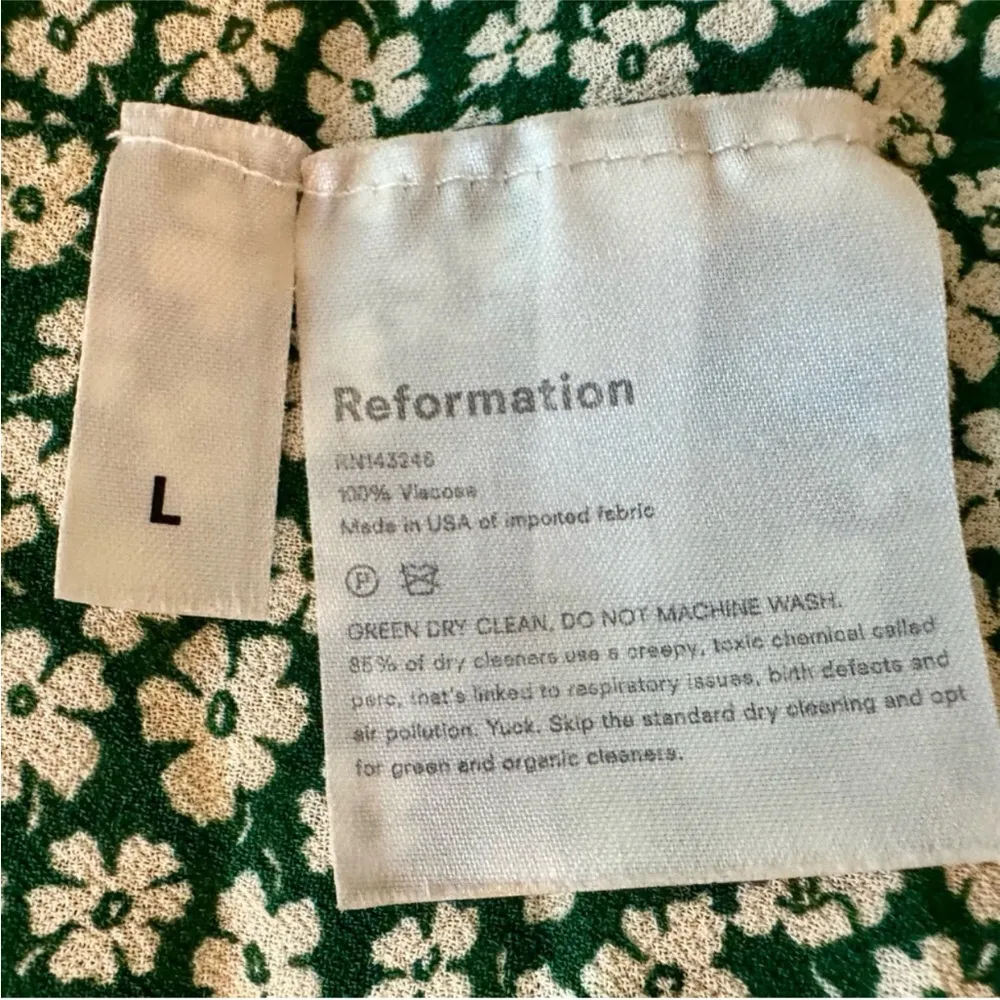 L
Reformation
RN143246
100% Viscose
Made in USA of imported fabric
P
GREEN DRY CLEAN, DO NOT MACHINE WASH.
85% of dry cleaners use a creepy, toxic chemical called
perc, that's linked to respiratory issues, birth defects and
air pollution. Yuck. Skip the standard dry cleaning and opt
for green and organic cleaners.